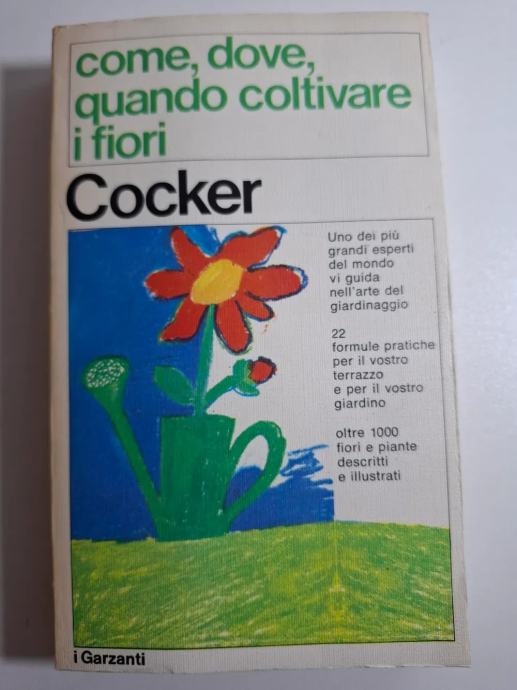 come, dove,
quando coltivare
i fiori
Cocker
Uno dei più
grandi esperti
del mondo
vi guida
nell'arte del
giardinaggio
22
formule pratiche
per il vostro
terrazzo
e per il vostro
giardino
oltre 1000
fiori e piante
descritti
e illustrati
i Garzanti